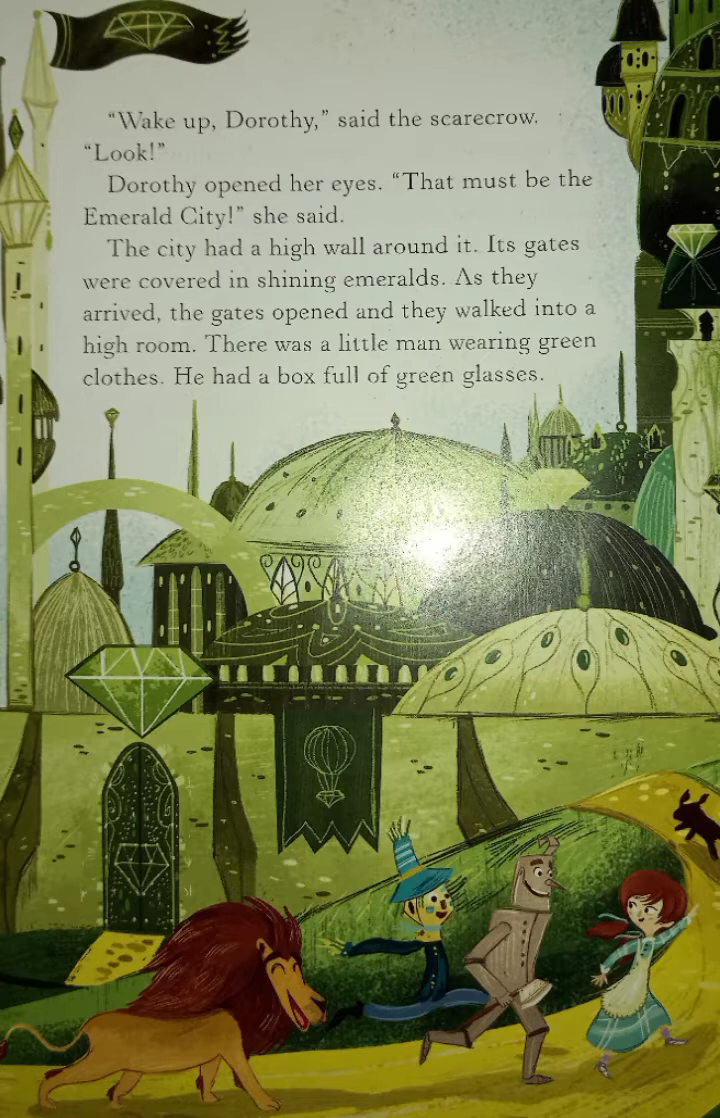 “Wake up, Dorothy,” said the scarecrow.
“Look!”
Dorothy opened her eyes. “That must be the
Emerald City!” she said.
The city had a high wall around it. Its gates
were covered in shining emeralds. As they
arrived, the gates opened and they walked into a
high room. There was a little man wearing green
clothes. He had a box full of green glasses.